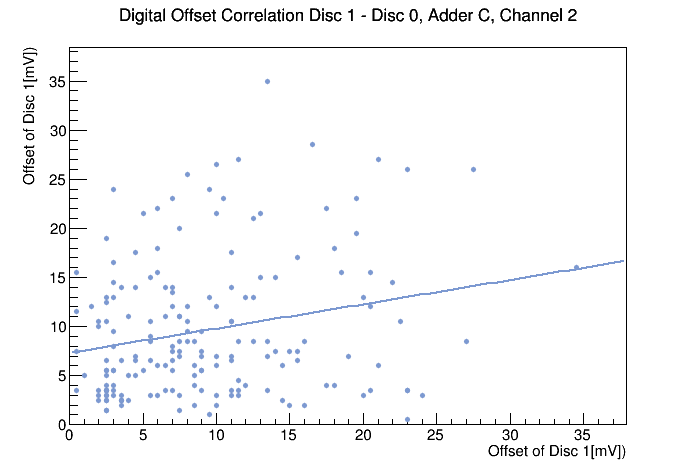 Digital Offset Correlation Disc 1 - Disc 0, Adder C, Channel 2
Offset of Disc 1[mV])
35
30
25
20
15
10
5
0
0 5 10 15 20 25 30 35
Offset of Disc 1[mV])